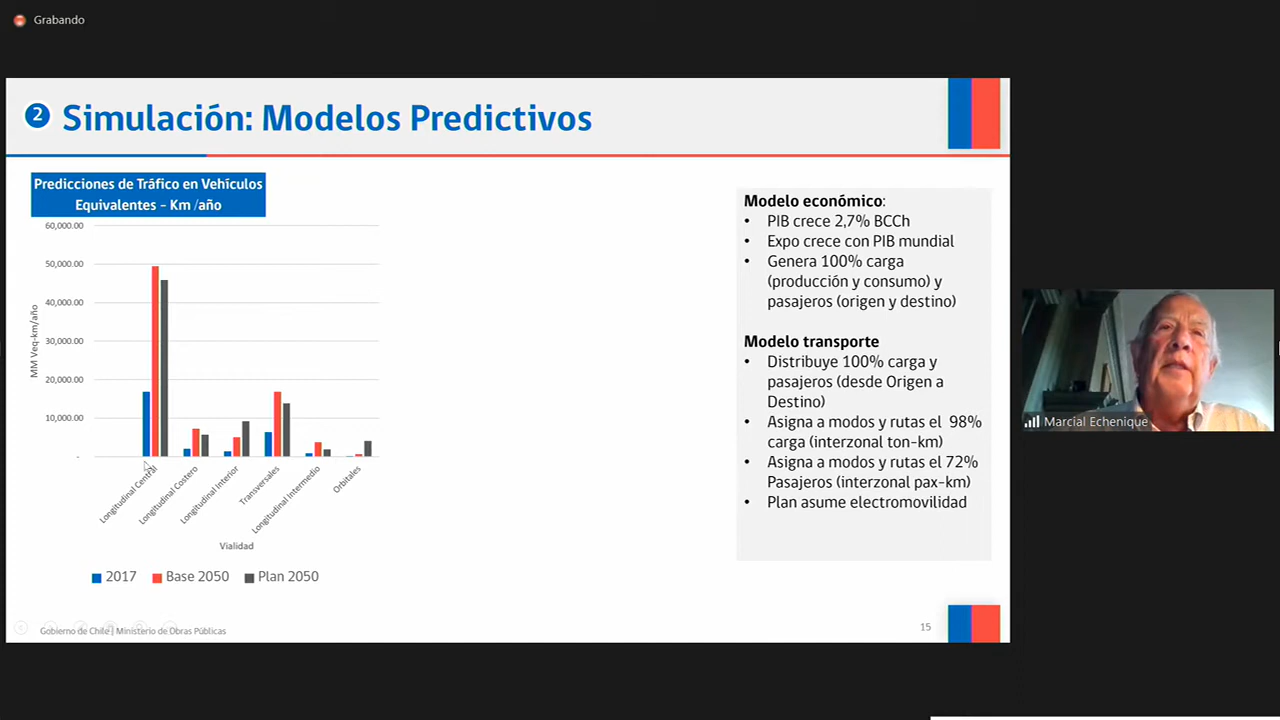 Grabando
2 Simulación: Modelos Predictivos
Predicciones de Tráfico en Vehículos
Equivalentes – Km /año
60,000.00
50,000.00
40,000.00
30,000.00
20,000.00
10,000.00
-
MM Veq-km/año
Longitudinal Central
Longitudinal Costero
Longitudinal Interior
Transversales
Longitudinal Intermedio
Orbitales
Vialidad
2017
Base 2050
Plan 2050
Modelo económico:
• PIB crece 2,7% BCCh
• Expo crece con PIB mundial
• Genera 100% carga
(producción y consumo) y
pasajeros (origen y destino)
Modelo transporte
• Distribuye 100% carga y
pasajeros (desde Origen a
Destino)
• Asigna a modos y rutas el 98%
carga (interzonal ton-km)
• Asigna a modos y rutas el 72%
Pasajeros (interzonal pax-km)
• Plan asume electromovilidad
Marcial Echenique
Gobierno de Chile | Ministerio de Obras Públicas
15